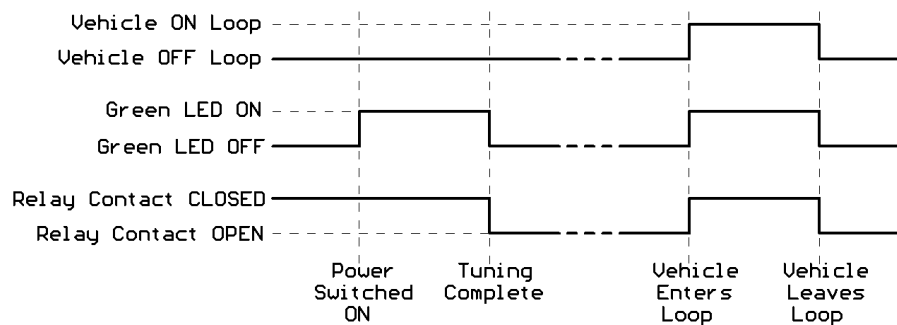 Vehicle ON Loop
Vehicle OFF Loop
Green LED ON
Green LED OFF
Relay Contact CLOSED
Relay Contact OPEN
Power
Switched
ON
Tuning
Complete
Vehicle
Enters
Loop
Vehicle
Leaves
Loop